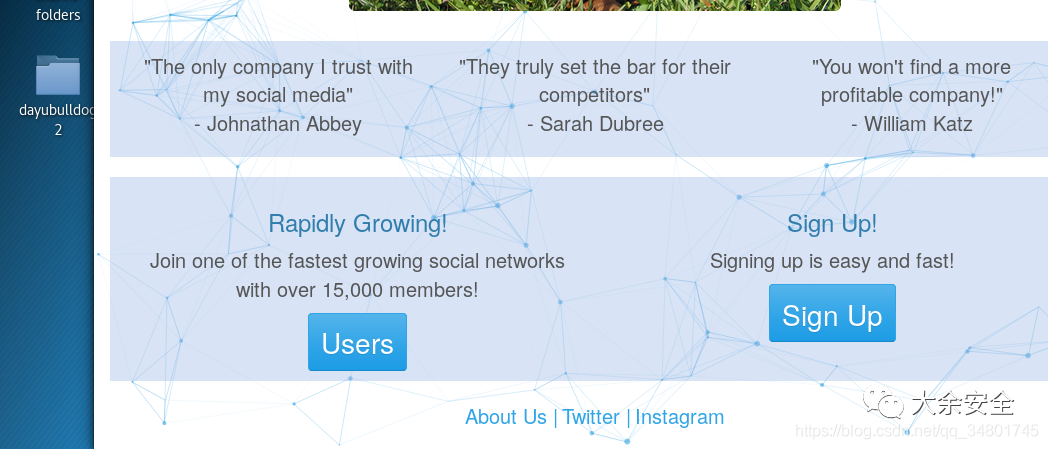 folders
dayubulldog
2
"The only company I trust with
my social media"
- Johnathan Abbey
"They truly set the bar for their
competitors"
- Sarah Dubree
"You won't find a more
profitable company!"
- William Katz
Rapidly Growing!
Join one of the fastest growing social networks
with over 15,000 members!
Users
Sign Up!
Signing up is easy and fast!
Sign Up
About Us | Twitter | Instagram
大余安全
https://blog.csdn.net/qq_34801745